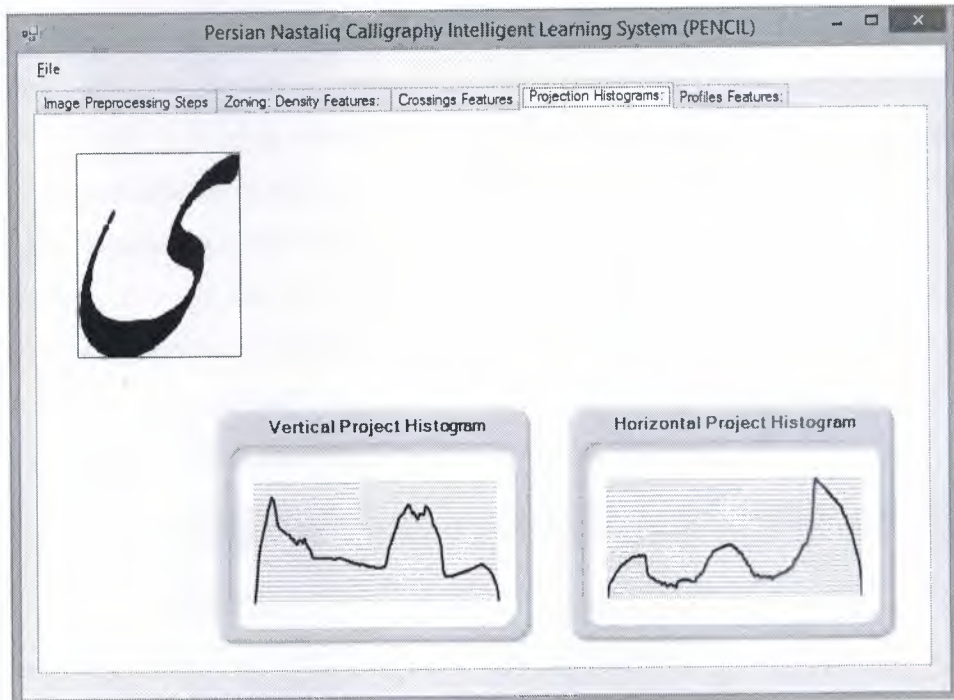 Persian Nastaliq Calligraphy Intelligent Learning System (PENCIL)
File
Image Preprocessing Steps Zoning: Density Features: Crossings Features Projection Histograms: Profiles Features:
ی
Vertical Project Histogram
Horizontal Project Histogram